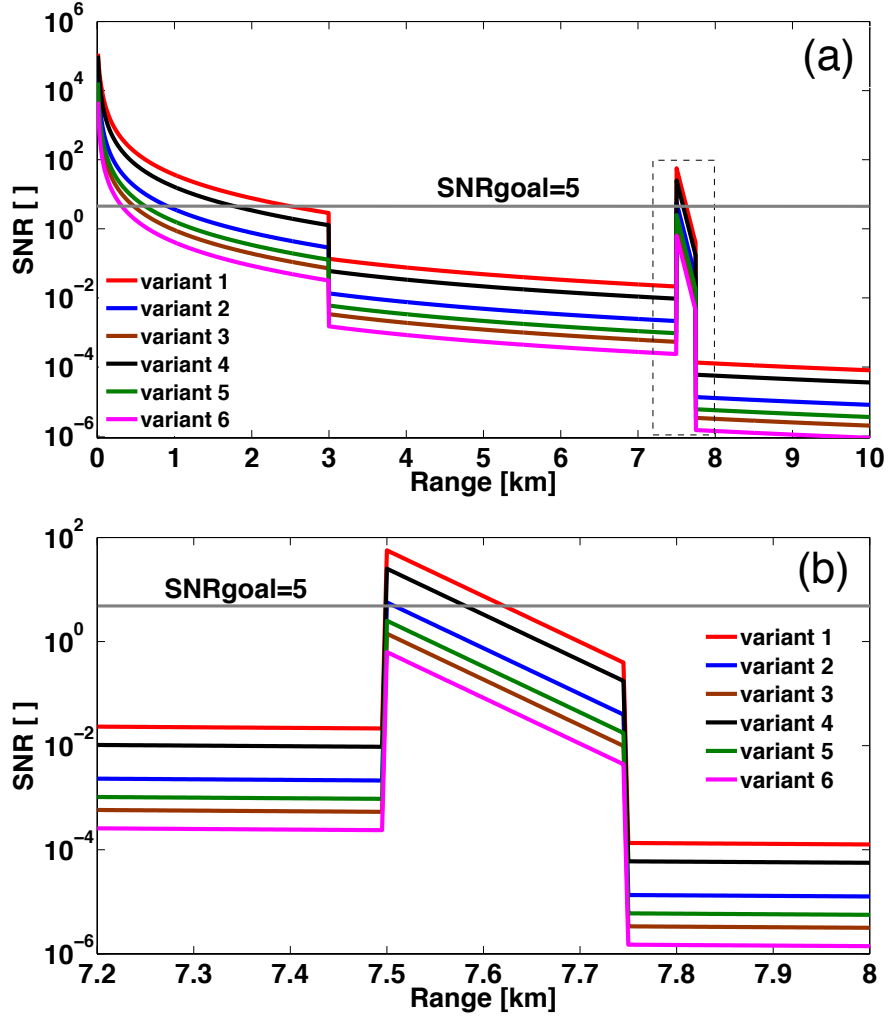 (a)
SNR [ ]
10^6
10^4
10^2
10^0
10^−2
10^−4
10^−6
SNRgoal=5
variant 1
variant 2
variant 3
variant 4
variant 5
variant 6
0 1 2 3 4 5 6 7 8 9 10
Range [km]
(b)
SNR [ ]
10^2
10^0
10^−2
10^−4
10^−6
SNRgoal=5
variant 1
variant 2
variant 3
variant 4
variant 5
variant 6
7.2 7.3 7.4 7.5 7.6 7.7 7.8 7.9 8
Range [km]